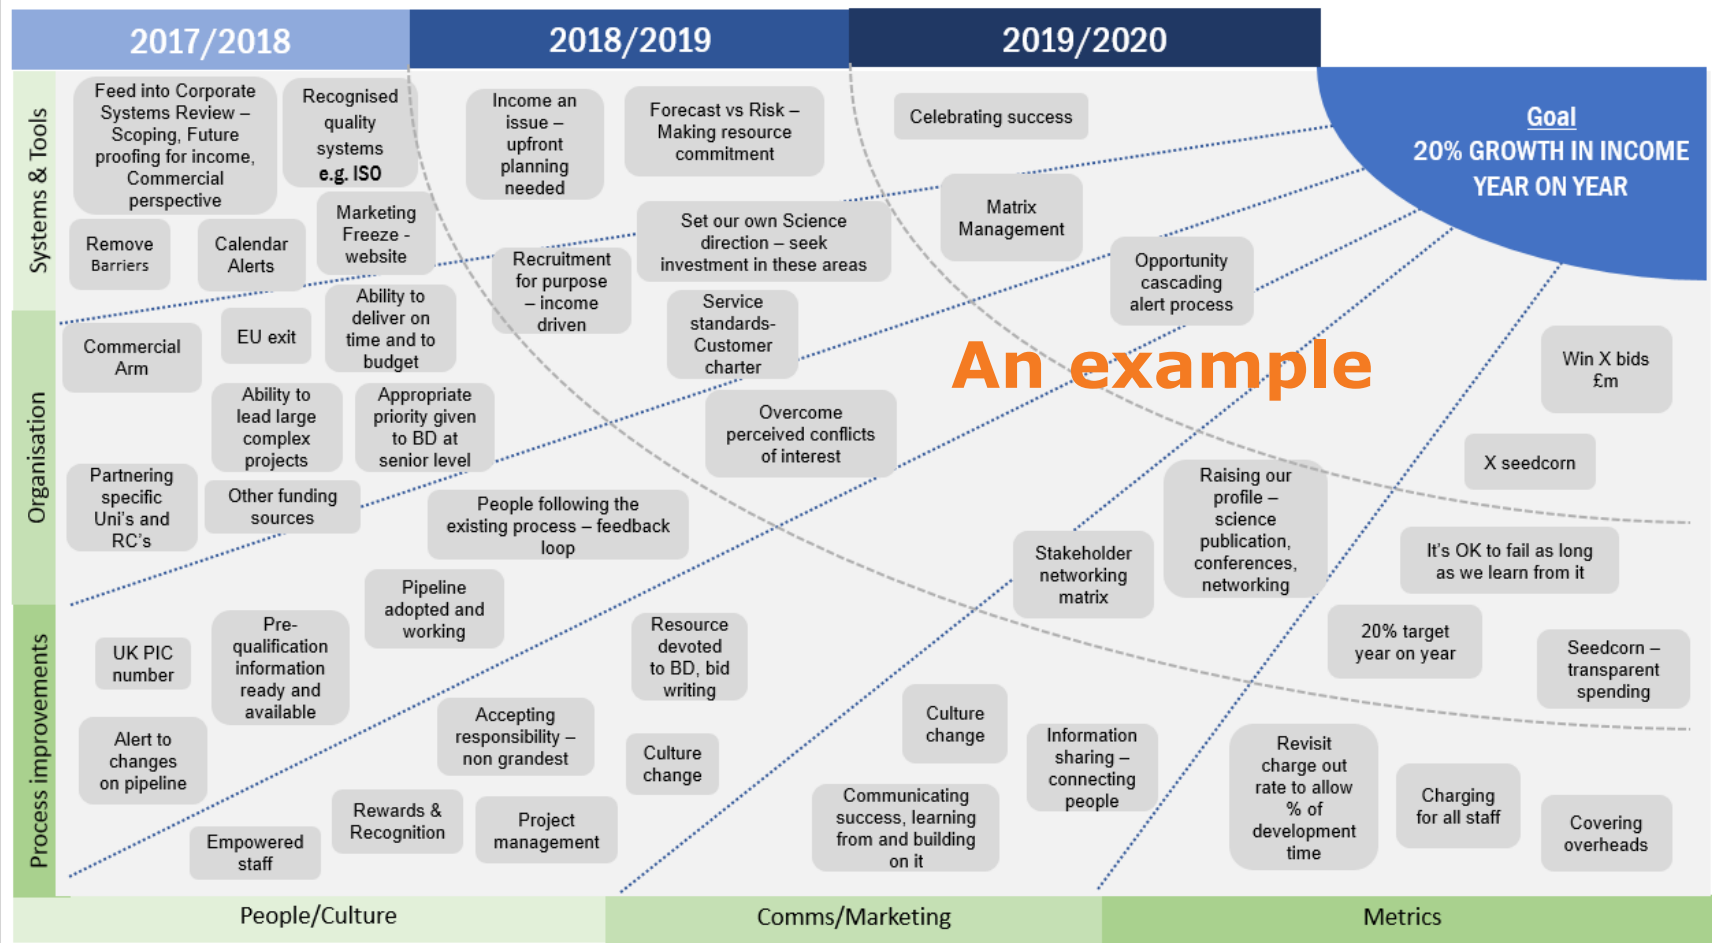 2017/2018
2018/2019
2019/2020
Goal
20% GROWTH IN INCOME
YEAR ON YEAR
Systems & Tools
Feed into Corporate
Systems Review –
Scoping, Future
proofing for income,
Commercial
perspective
Recognised
quality
systems
e.g. ISO
Income an
issue –
upfront
planning
needed
Forecast vs Risk –
Making resource
commitment
Celebrating success
Remove
Barriers
Calendar
Alerts
Marketing
Freeze -
website
Set our own Science
direction – seek
investment in these areas
Matrix
Management
Recruitment
for purpose
– income
driven
Opportunity
cascading
alert process
Organisation
Commercial
Arm
EU exit
Ability to
deliver on
time and to
budget
Service
standards-
Customer
charter
An example
Win X bids
£m
Ability to
lead large
complex
projects
Appropriate
priority given
to BD at
senior level
Overcome
perceived conflicts
of interest
X seedcorn
Partnering
specific
Uni's and
RC's
Other funding
sources
People following the
existing process – feedback
loop
Raising our
profile –
science
publication,
conferences,
networking
Stakeholder
networking
matrix
It's OK to fail as long
as we learn from it
Process improvements
Pipeline
adopted and
working
UK PIC
number
Pre-
qualification
information
ready and
available
Resource
devoted
to BD, bid
writing
20% target
year on year
Seedcorn –
transparent
spending
Alert to
changes
on pipeline
Accepting
responsibility –
non grandest
Culture
change
Culture
change
Information
sharing –
connecting
people
Revisit
charge out
rate to allow
% of
development
time
Charging
for all staff
Covering
overheads
Empowered
staff
Rewards &
Recognition
Project
management
Communicating
success, learning
from and building
on it
People/Culture
Comms/Marketing
Metrics